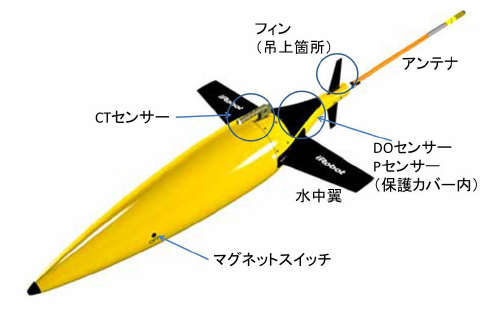 フィン
（吊上箇所）
アンテナ
CTセンサー
iRobot
DOセンサー
Pセンサー
（保護カバー内）
iRobot
水中翼
マグネットスイッチ